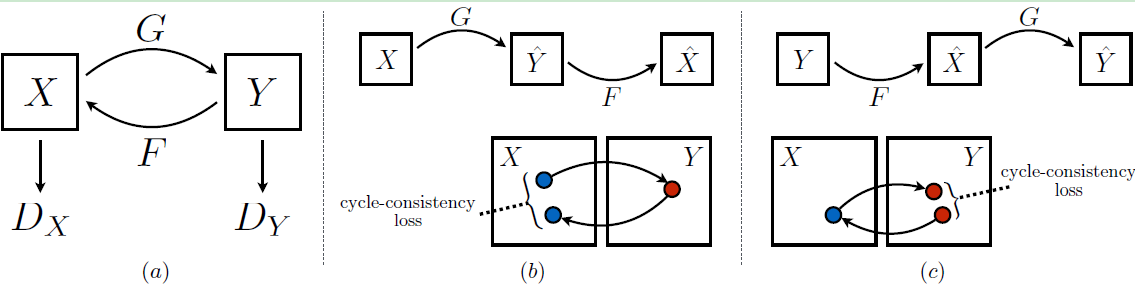 G
X
Y
F
D_X
D_Y
(a)
G
X
Ŷ
X̂
F
X
Y
cycle-consistency
loss
(b)
G
Y
X̂
Ŷ
F
X
Y
cycle-consistency
loss
(c)